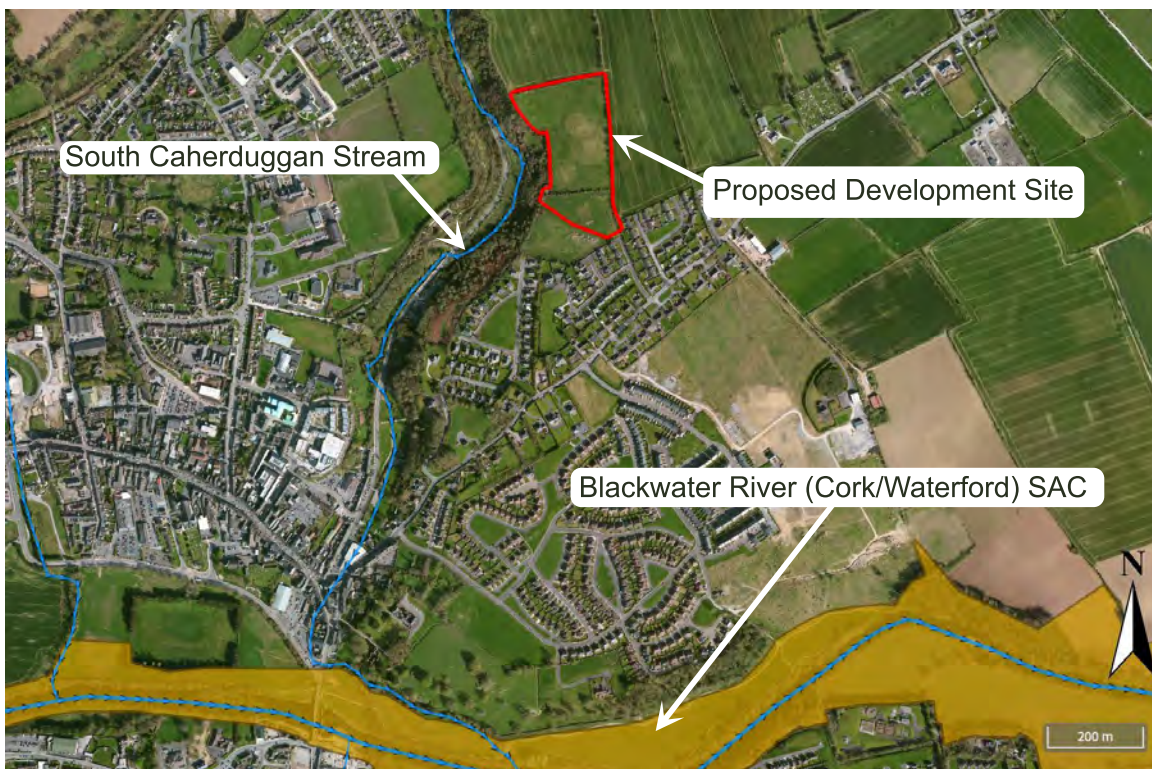 South Caherduggan Stream
Proposed Development Site
Blackwater River (Cork/Waterford) SAC
N
200 m